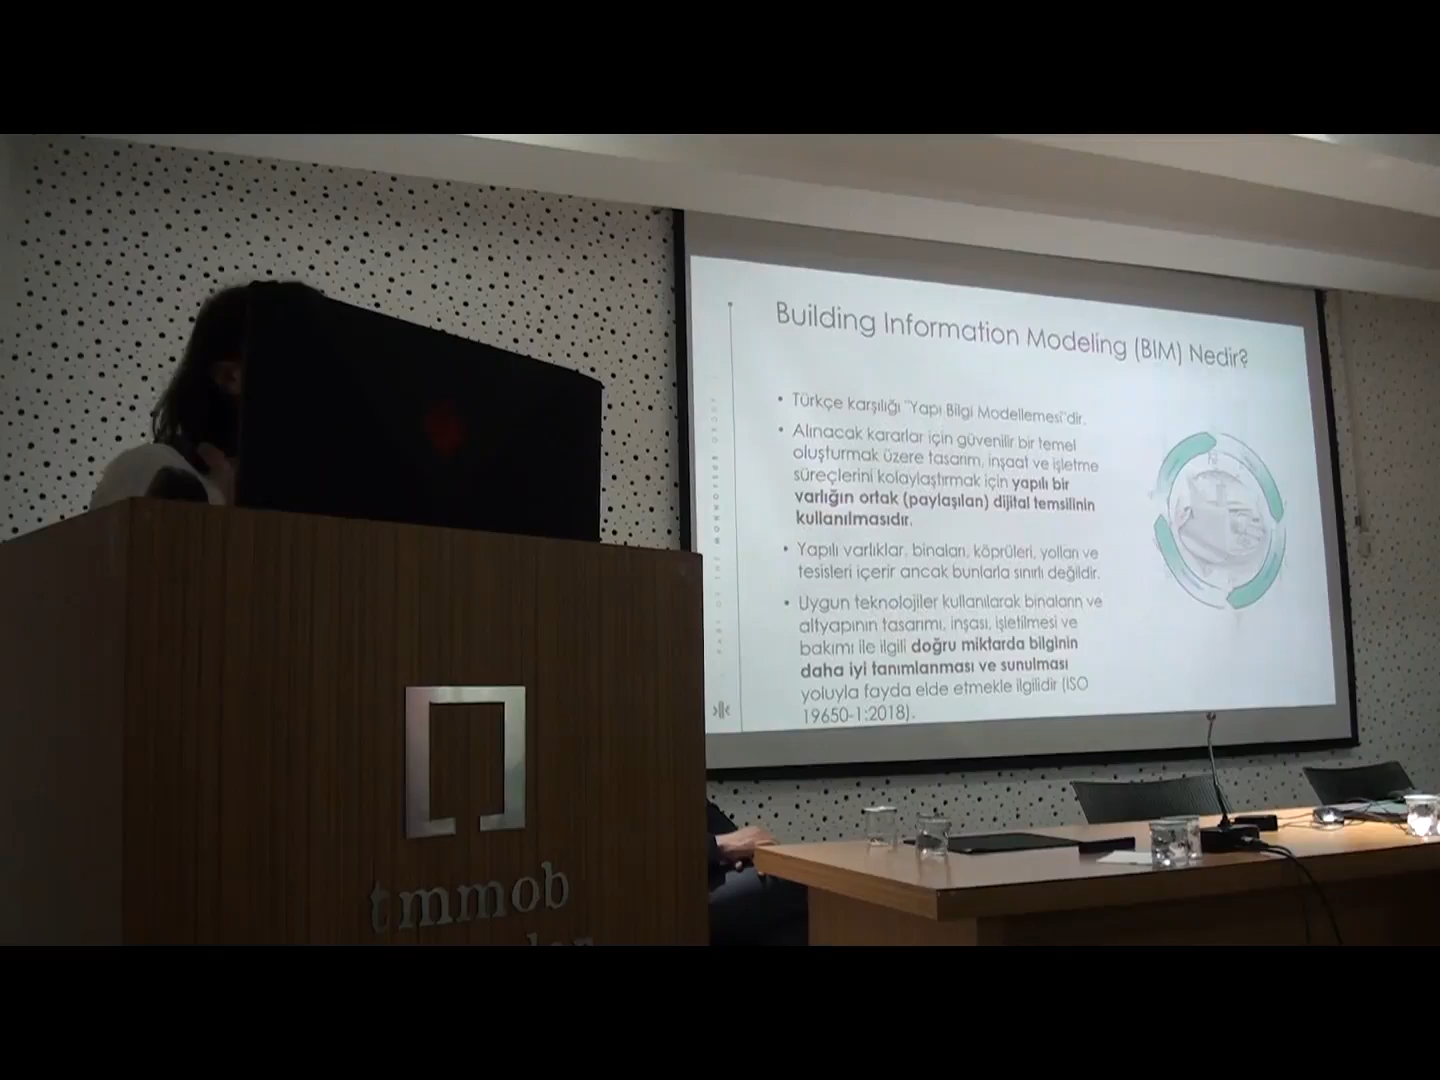 Building Information Modeling (BIM) Nedir?
• Türkçe karşılığı "Yapı Bilgi Modellemesi"dir.
• Alınacak kararlar için güvenilir bir temel
oluşturmak üzere tasarım, inşaat ve işletme
süreçlerini kolaylaştırmak için yapılı bir
varlığın ortak (paylaşılan) dijital temsilinin
kullanılmasıdır.
• Yapılı varlıklar, binaları, köprüleri, yolları ve
tesisleri içerir ancak bunlarla sınırlı değildir.
• Uygun teknolojiler kullanılarak binaların ve
altyapının tasarımı, inşası, işletilmesi ve
bakımı ile ilgili doğru miktarda bilginin
daha iyi tanımlanması ve sunulması
yoluyla fayda elde etmekle ilgilidir (ISO
19650-1:2018).
tmmob